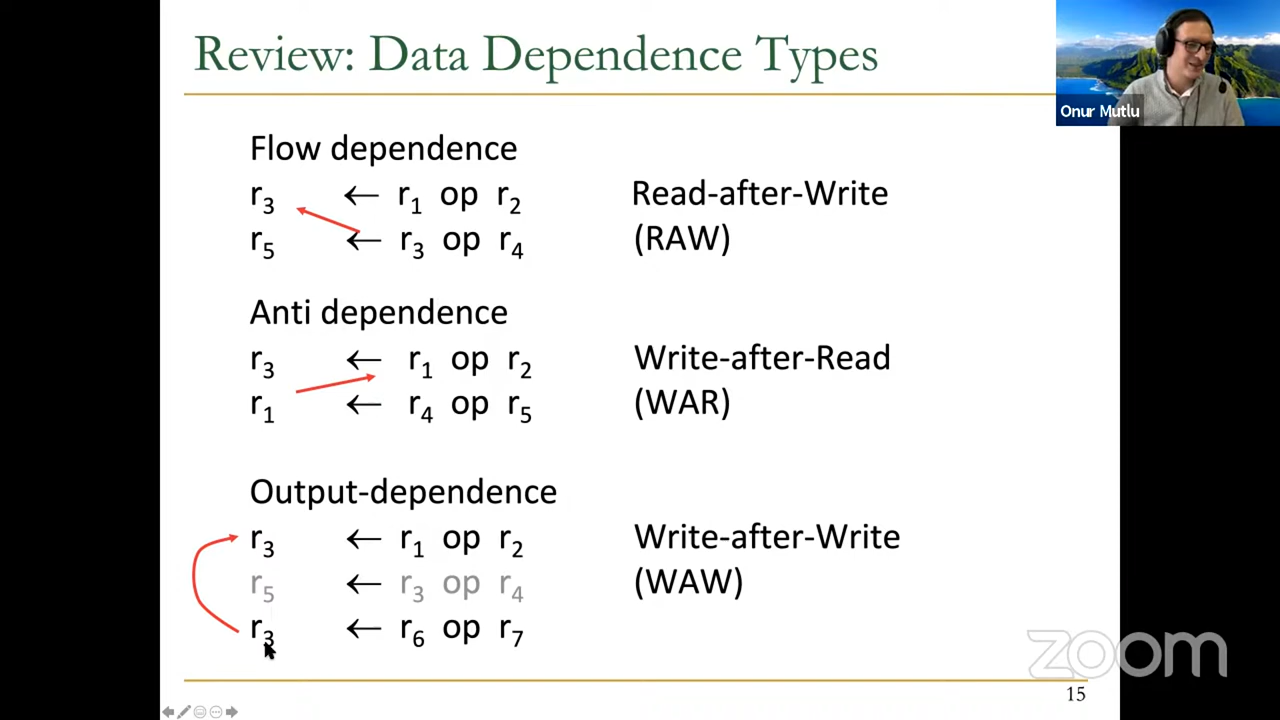 Review: Data Dependence Types
Onur Mutlu
Flow dependence
r₃ ← r₁ op r₂ Read-after-Write
r₅ ← r₃ op r₄ (RAW)
Anti dependence
r₃ ← r₁ op r₂ Write-after-Read
r₁ ← r₄ op r₅ (WAR)
Output-dependence
r₃ ← r₁ op r₂ Write-after-Write
r₅ ← r₃ op r₄ (WAW)
r₃ ← r₆ op r₇
zoom
15